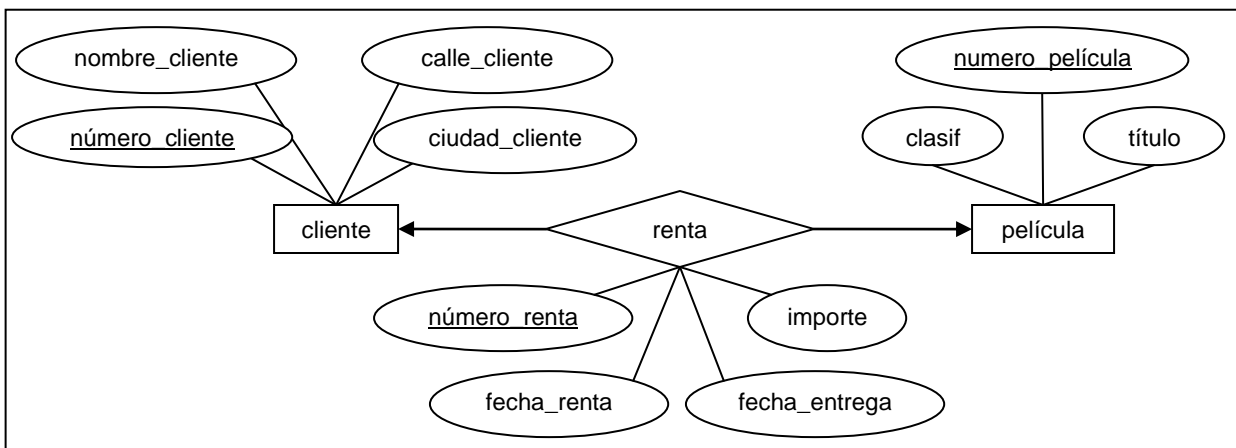 nombre_cliente
calle_cliente
numero_película
número_cliente
ciudad_cliente
clasif
título
cliente
renta
película
número_renta
importe
fecha_renta
fecha_entrega